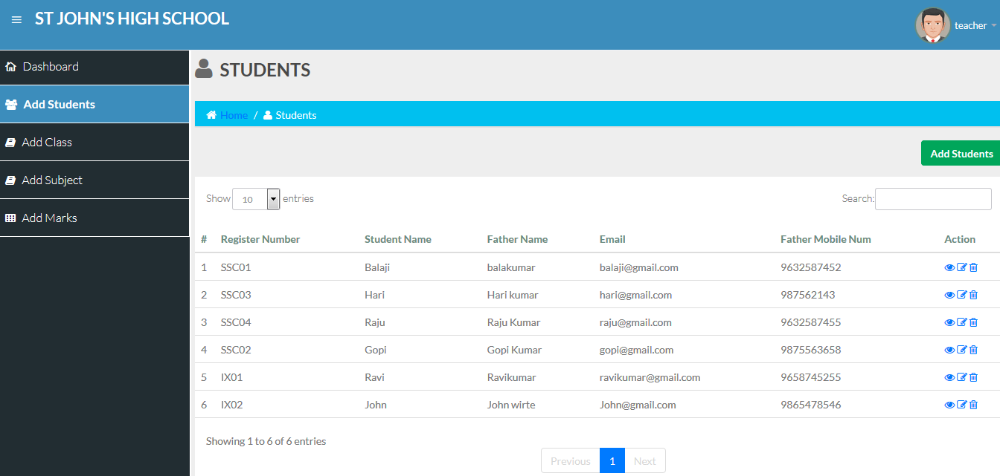 ST JOHN'S HIGH SCHOOL
teacher
Dashboard
Add Students
Add Class
Add Subject
Add Marks
STUDENTS
Home / Students
Add Students
Show 10 entries
Search:
# Register Number Student Name Father Name Email Father Mobile Num Action
1 SSC01 Balaji balakumar balaji@gmail.com 9632587452
2 SSC03 Hari Hari kumar hari@gmail.com 987562143
3 SSC04 Raju Raju Kumar raju@gmail.com 9632587455
4 SSC02 Gopi Gopi Kumar gopi@gmail.com 9875563658
5 IX01 Ravi Ravikumar ravikumar@gmail.com 9658745255
6 IX02 John John wirte John@gmail.com 9865478546
Showing 1 to 6 of 6 entries
Previous 1 Next